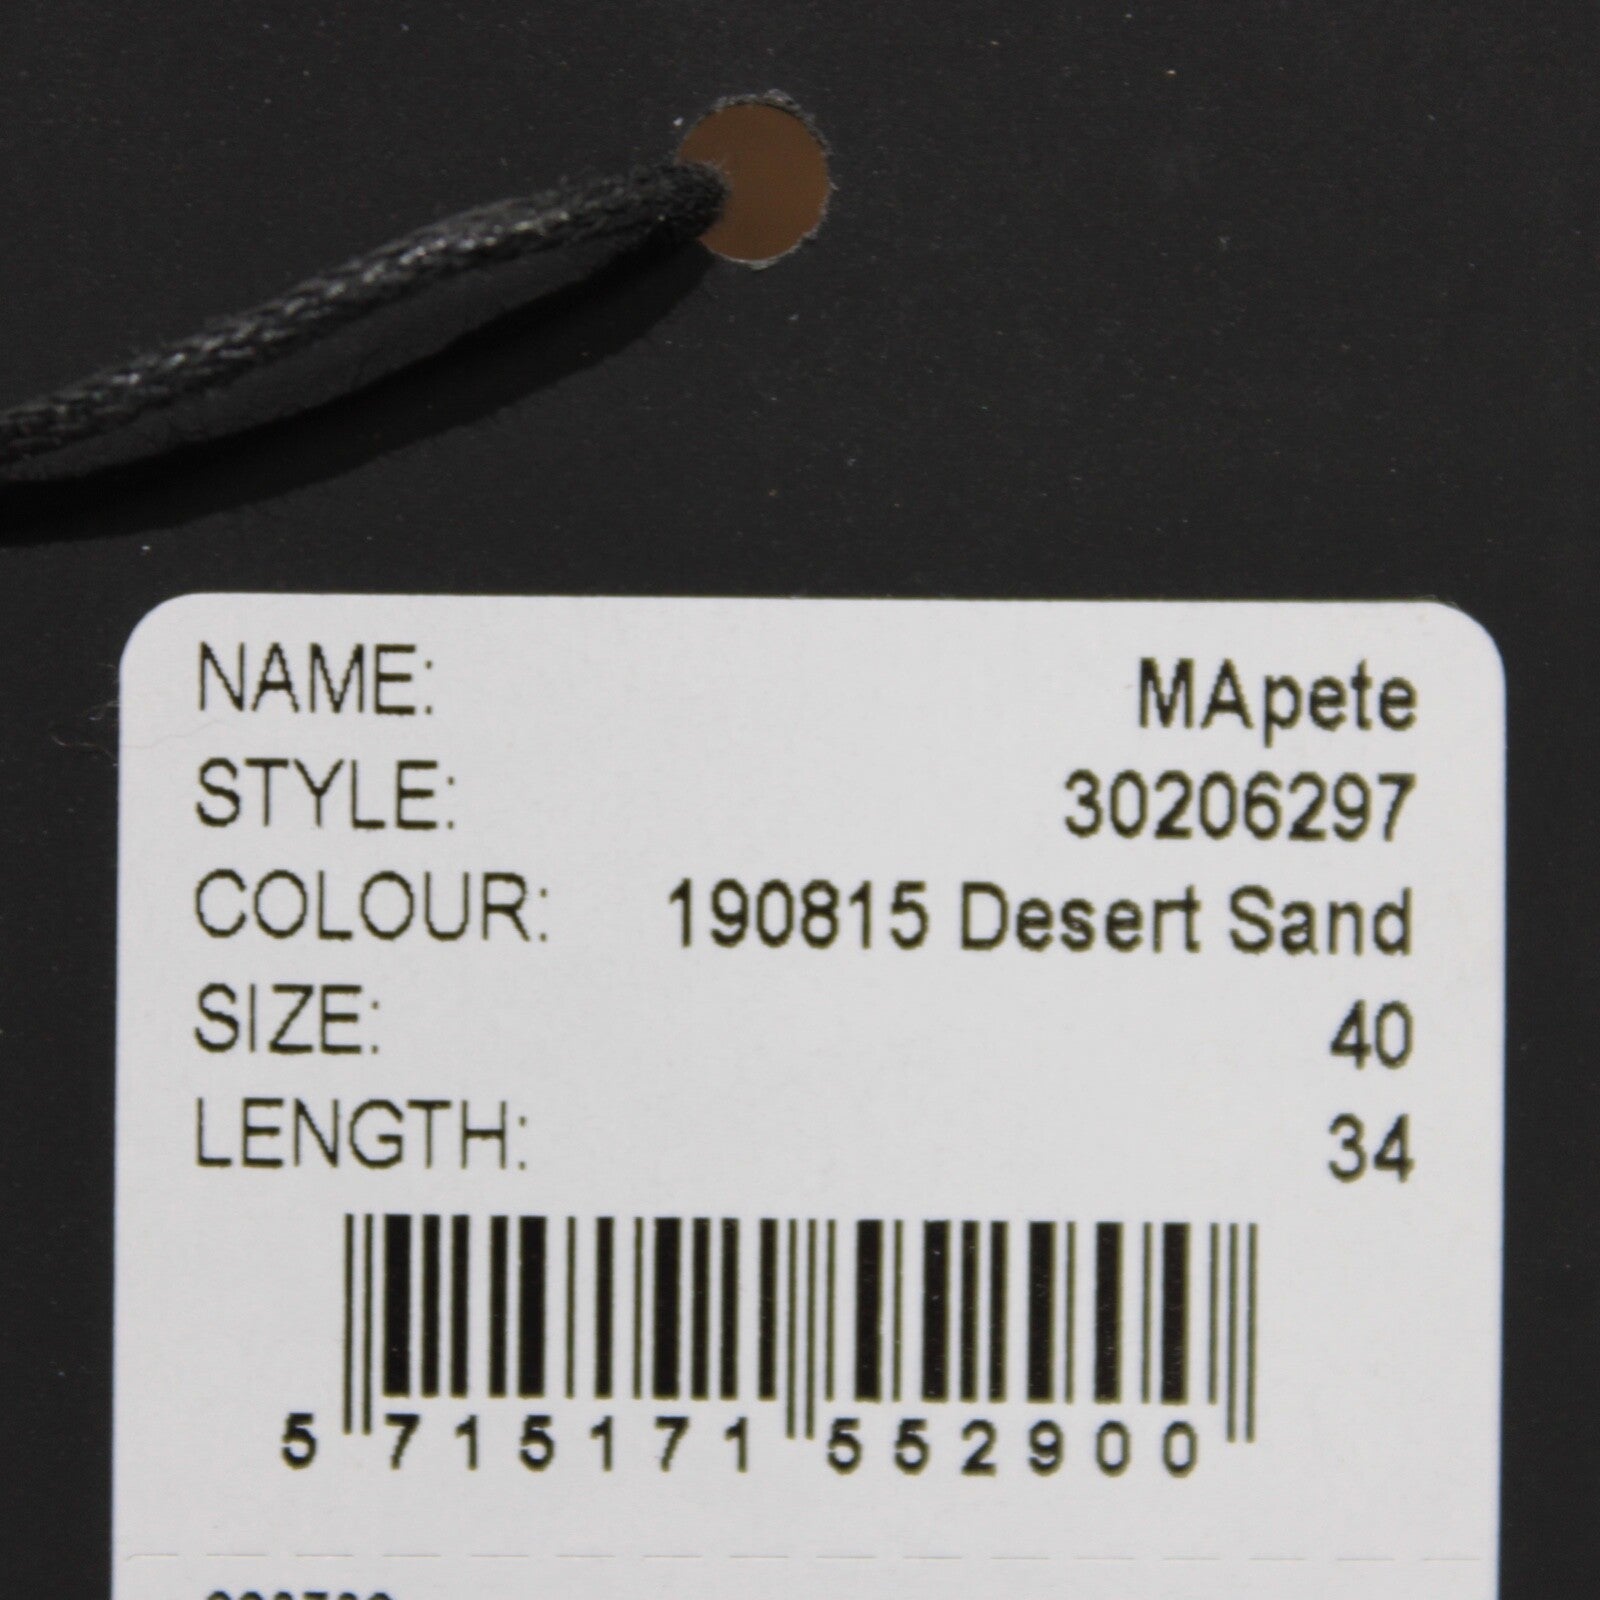 NAME: MApete
STYLE: 30206297
COLOUR: 190815 Desert Sand
SIZE: 40
LENGTH: 34
5 715171 552900